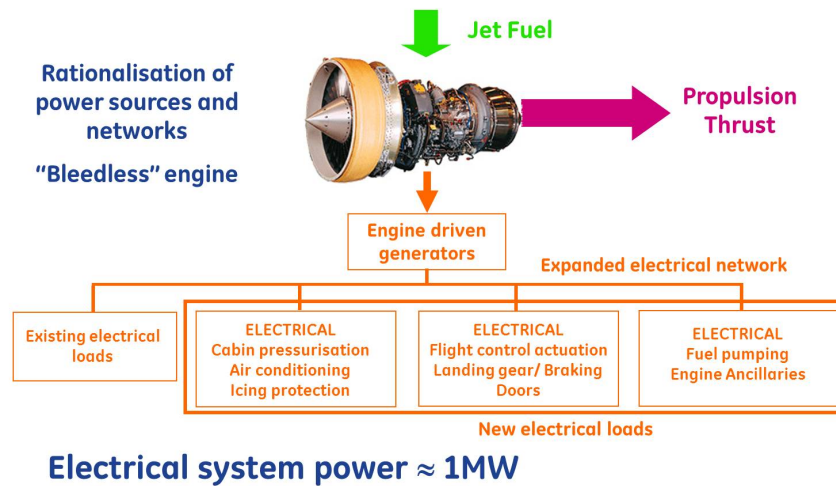 Jet Fuel
Rationalisation of
power sources and
networks
“Bleedless” engine
Propulsion
Thrust
Engine driven
generators
Expanded electrical network
Existing electrical
loads
ELECTRICAL
Cabin pressurisation
Air conditioning
Icing protection
ELECTRICAL
Flight control actuation
Landing gear/ Braking
Doors
ELECTRICAL
Fuel pumping
Engine Ancillaries
New electrical loads
Electrical system power ≈ 1MW